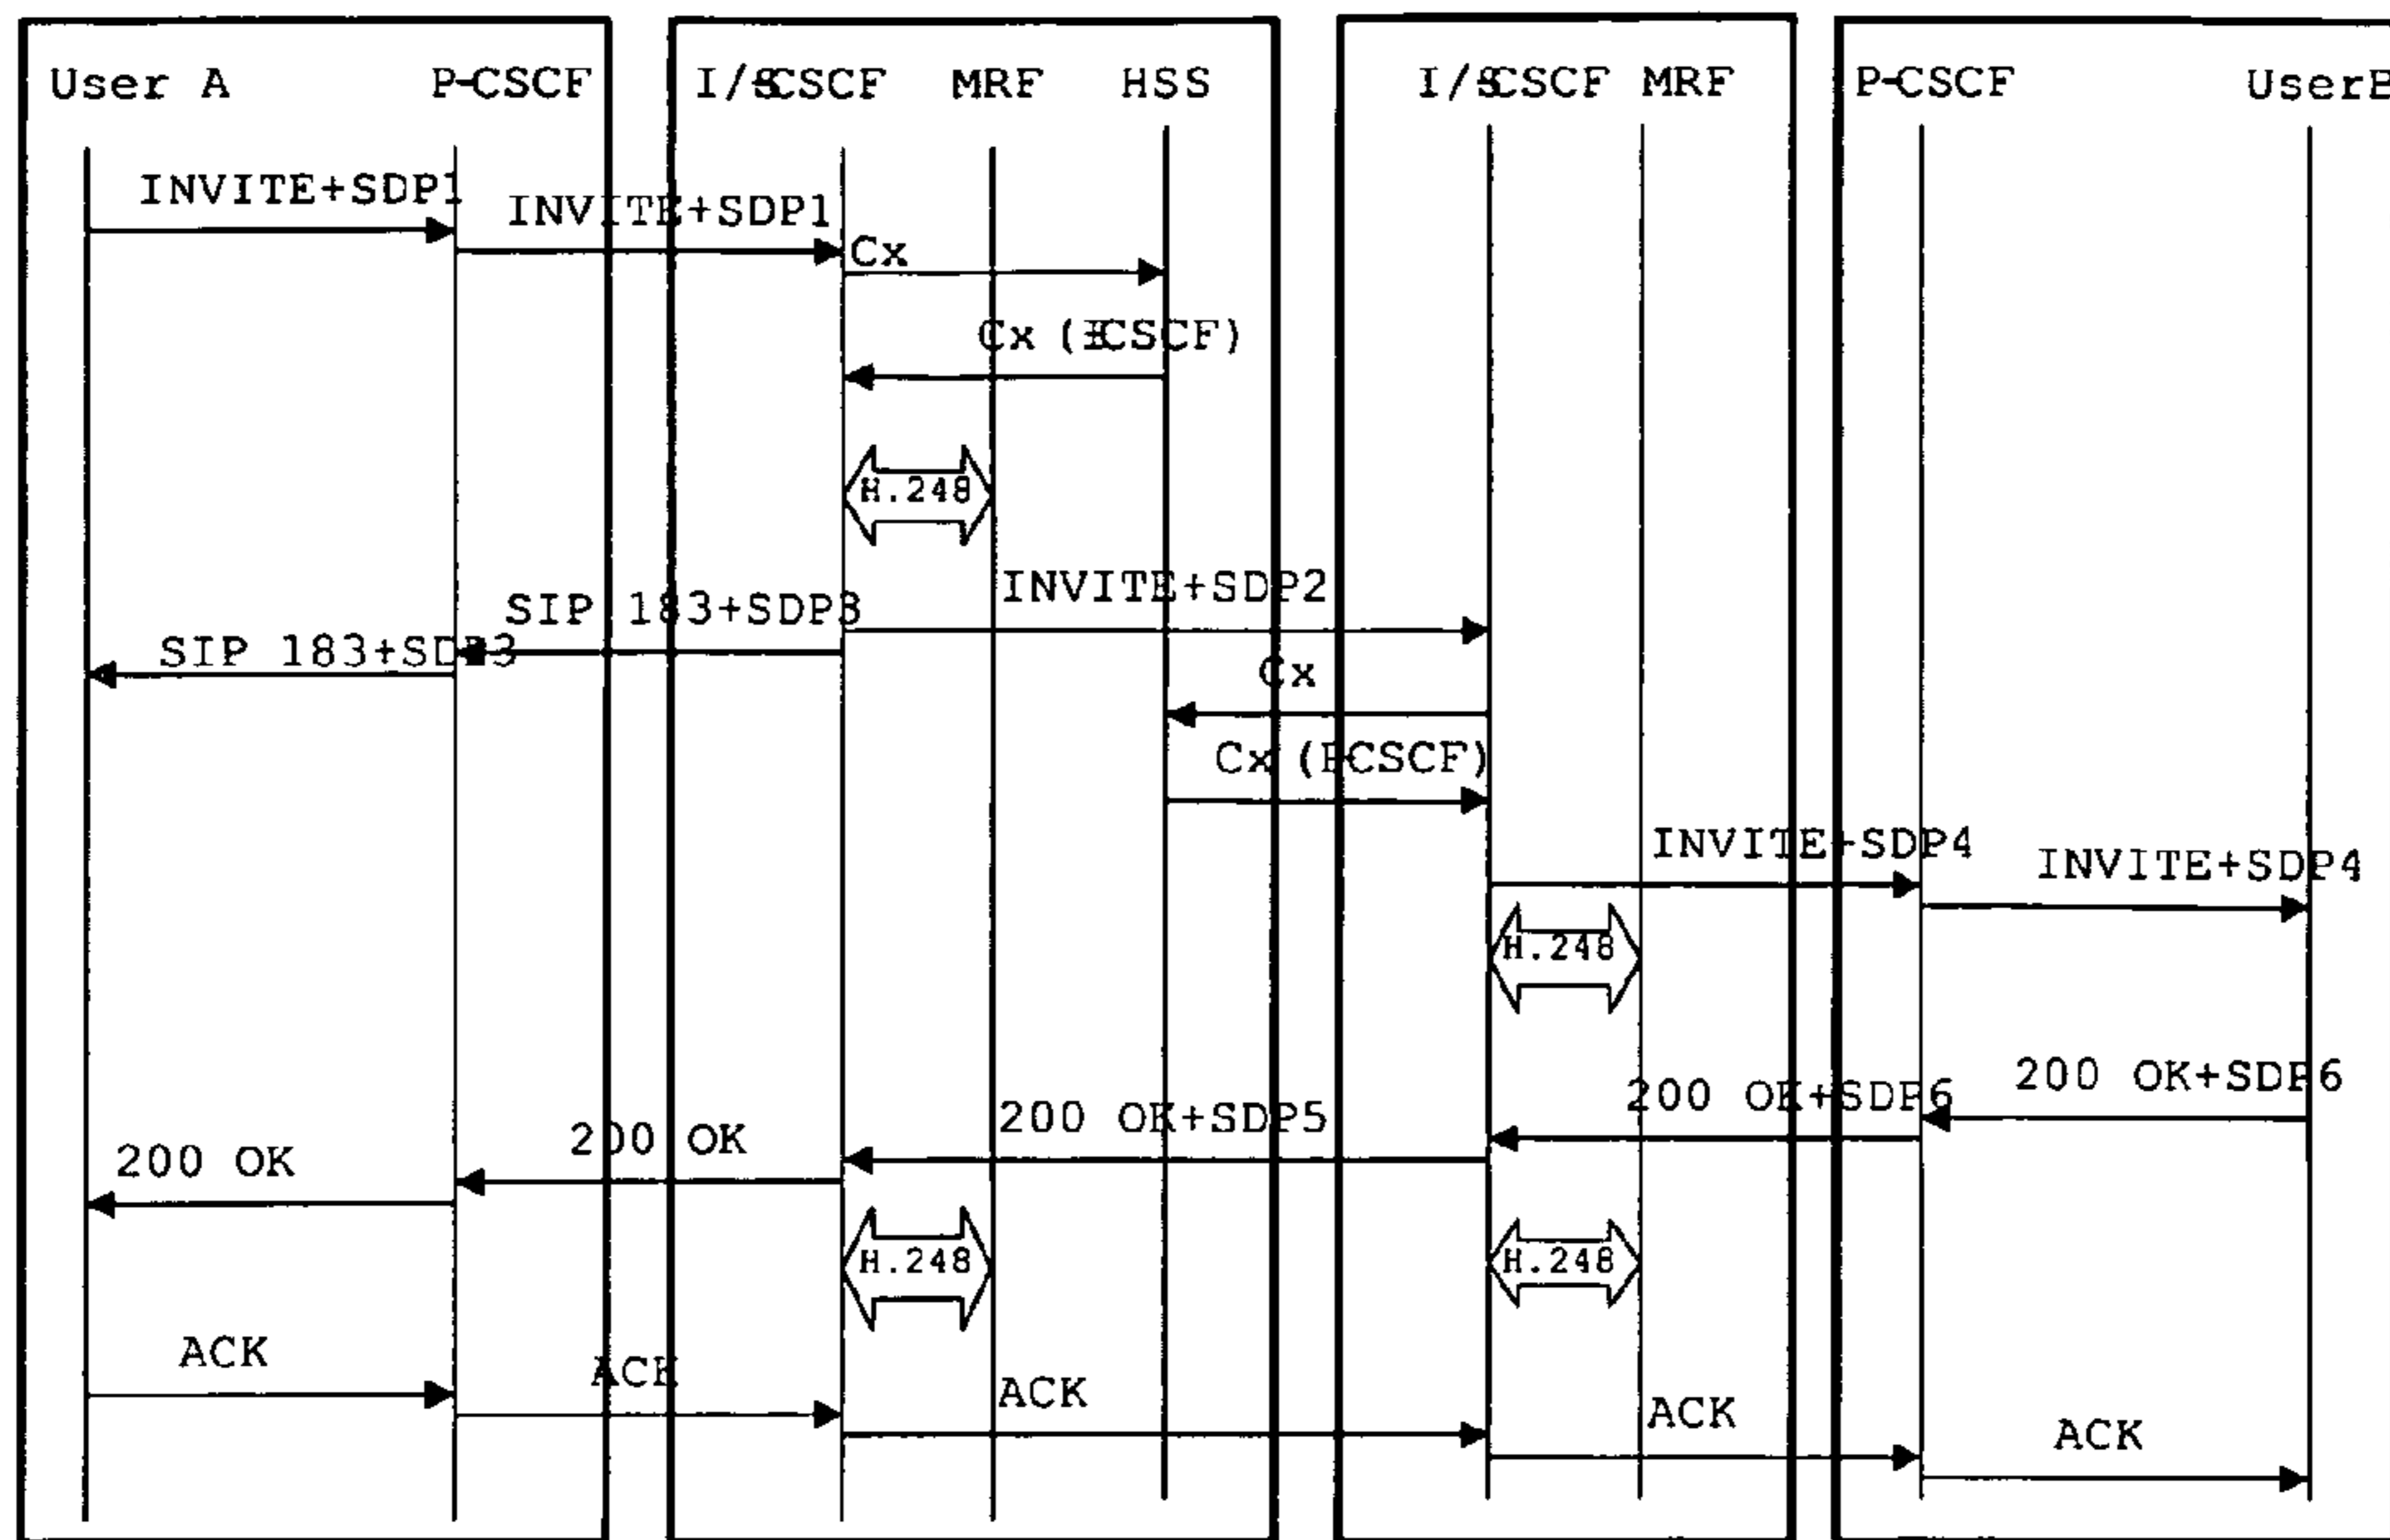 User A P-CSCF I/S-CSCF MRF HSS I/S-CSCF MRF P-CSCF UserB
INVITE+SDP1
INVITE+SDP1
Cx
Cx (I-CSCF)
H.248
INVITE+SDP2
SIP 183+SDP3
SIP 183+SDP3
Cx
Cx (P-CSCF)
INVITE+SDP4
INVITE+SDP4
H.248
200 OK+SDP6
200 OK+SDP6
200 OK+SDP5
200 OK
200 OK
H.248
H.248
ACK
ACK
ACK
ACK
ACK